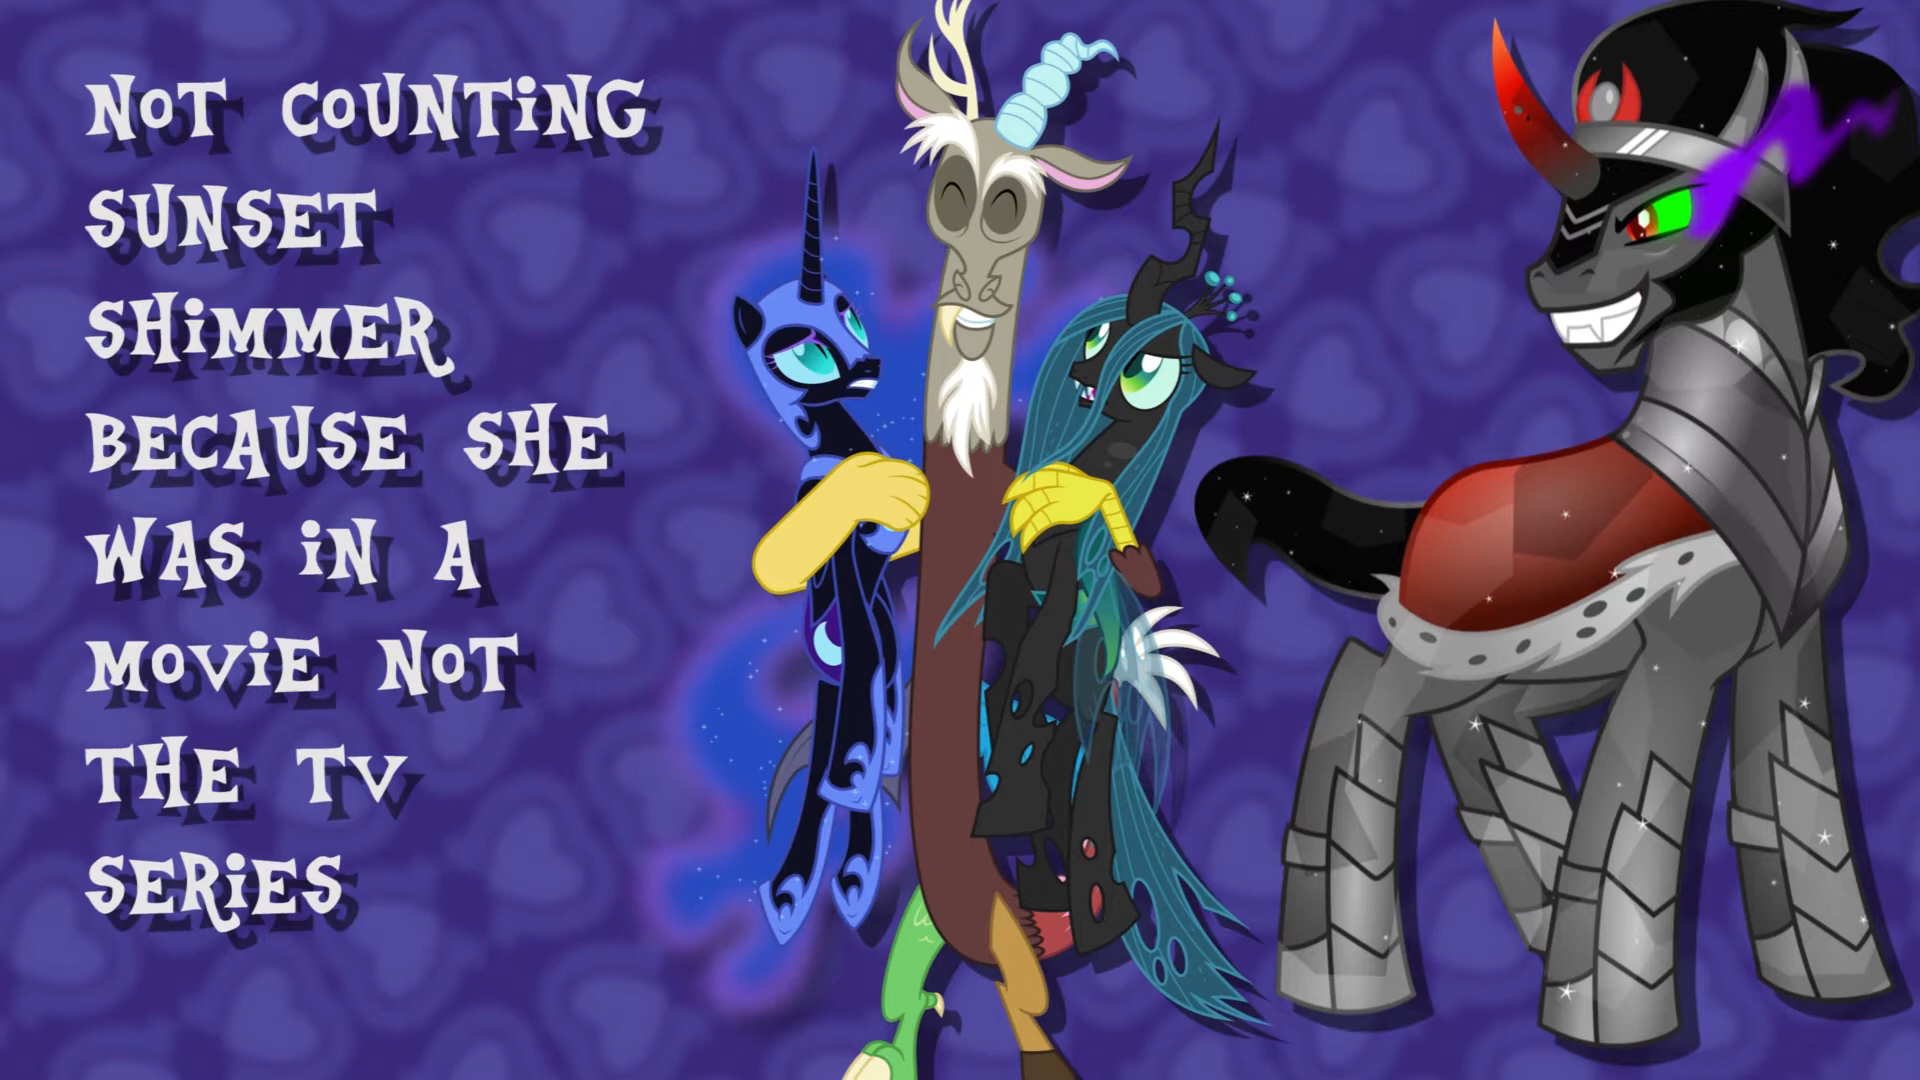 NOT COUNTiNG
SUNSET
SHiMMER
BECAUSE SHE
WAS iN A
MOViE NOT
THE TV
SERiES